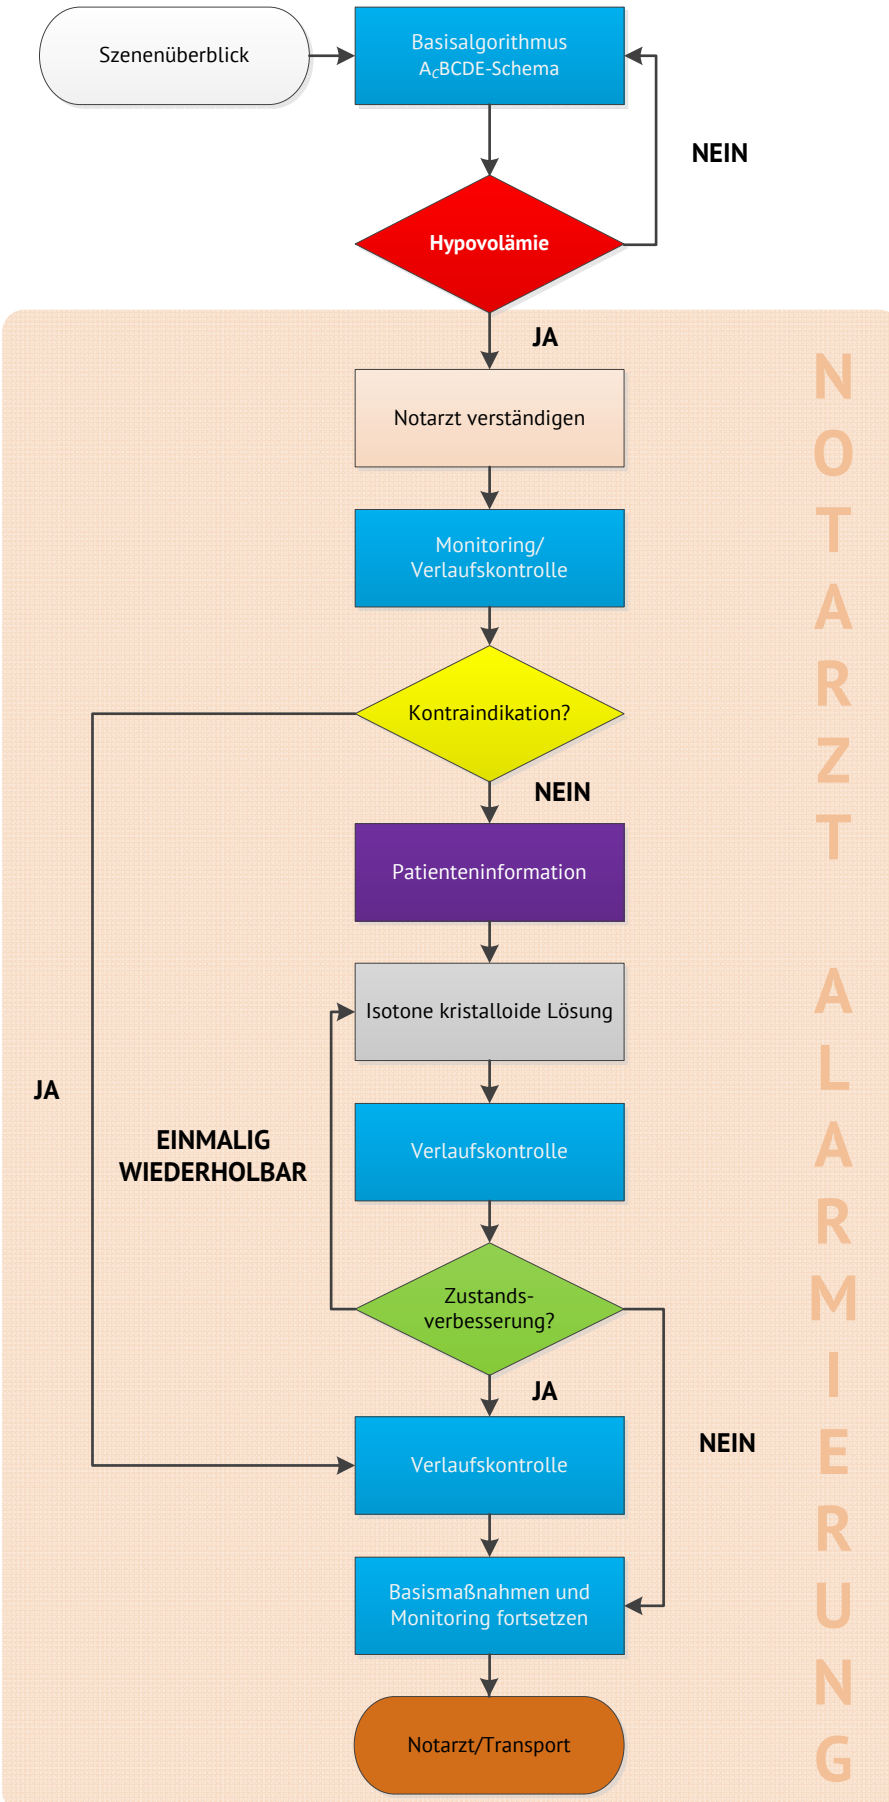 Szenenüberblick
Basisalgorithmus
AcBCDE-Schema
NEIN
Hypovolämie
JA
Notarzt verständigen
Monitoring/
Verlaufskontrolle
Kontraindikation?
NEIN
Patienteninformation
Isotone kristalloide Lösung
JA
EINMALIG
WIEDERHOLBAR
Verlaufskontrolle
Zustands-
verbesserung?
JA
NEIN
Verlaufskontrolle
Basismaßnahmen und
Monitoring fortsetzen
Notarzt/Transport
NOTARZT ALARMIERUNG